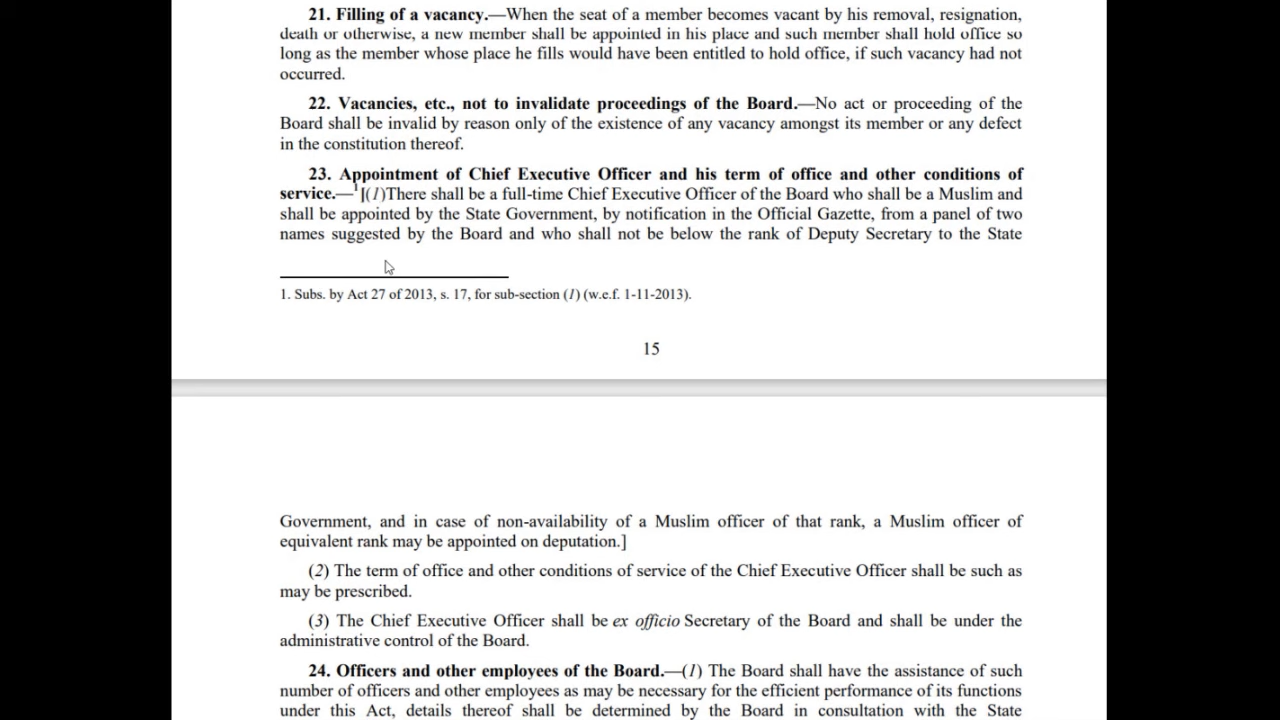 21. Filling of a vacancy.—When the seat of a member becomes vacant by his removal, resignation,
death or otherwise, a new member shall be appointed in his place and such member shall hold office so
long as the member whose place he fills would have been entitled to hold office, if such vacancy had not
occurred.
22. Vacancies, etc., not to invalidate proceedings of the Board.—No act or proceeding of the
Board shall be invalid by reason only of the existence of any vacancy amongst its member or any defect
in the constitution thereof.
23. Appointment of Chief Executive Officer and his term of office and other conditions of
service.—1[(1)There shall be a full-time Chief Executive Officer of the Board who shall be a Muslim and
shall be appointed by the State Government, by notification in the Official Gazette, from a panel of two
names suggested by the Board and who shall not be below the rank of Deputy Secretary to the State
1. Subs. by Act 27 of 2013, s. 17, for sub-section (1) (w.e.f. 1-11-2013).
15
Government, and in case of non-availability of a Muslim officer of that rank, a Muslim officer of
equivalent rank may be appointed on deputation.]
(2) The term of office and other conditions of service of the Chief Executive Officer shall be such as
may be prescribed.
(3) The Chief Executive Officer shall be ex officio Secretary of the Board and shall be under the
administrative control of the Board.
24. Officers and other employees of the Board.—(1) The Board shall have the assistance of such
number of officers and other employees as may be necessary for the efficient performance of its functions
under this Act, details thereof shall be determined by the Board in consultation with the State